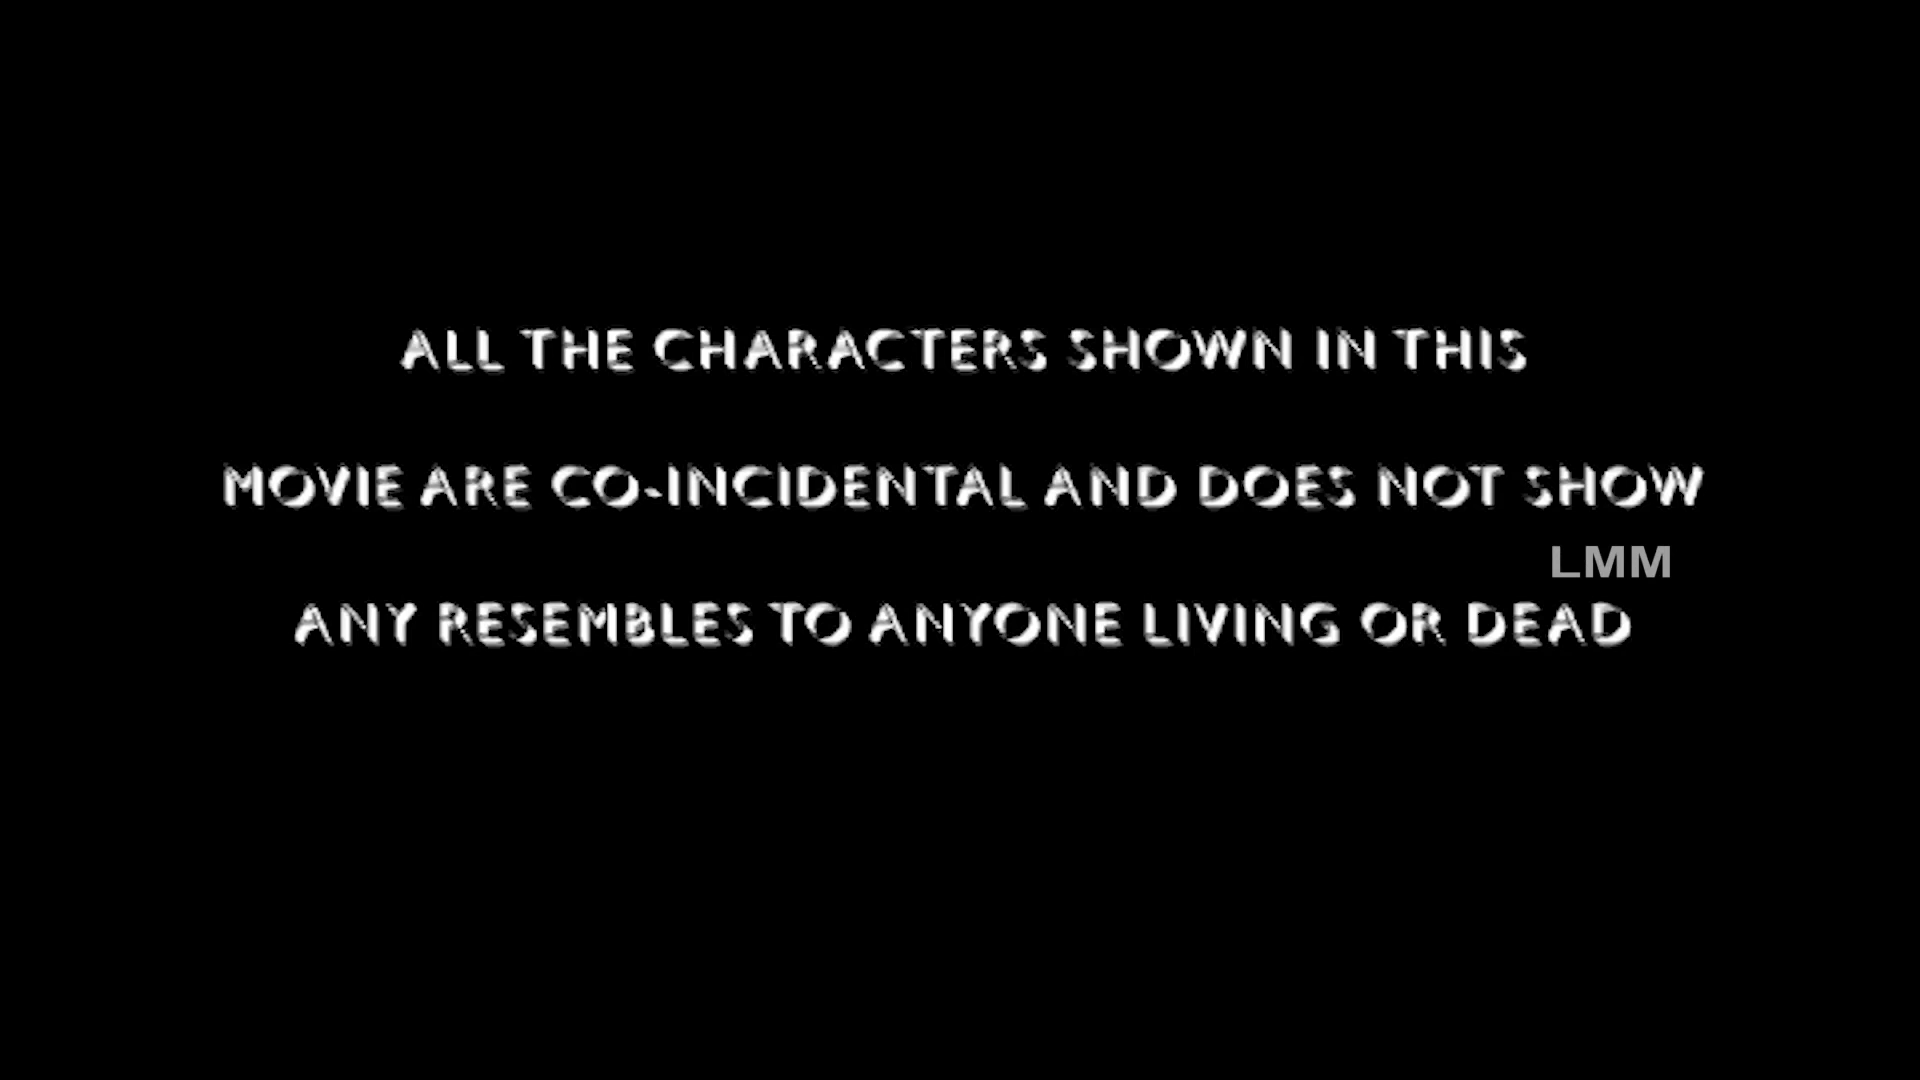 ALL THE CHARACTERS SHOWN IN THIS
MOVIE ARE CO-INCIDENTAL AND DOES NOT SHOW
LMM
ANY RESEMBLES TO ANYONE LIVING OR DEAD